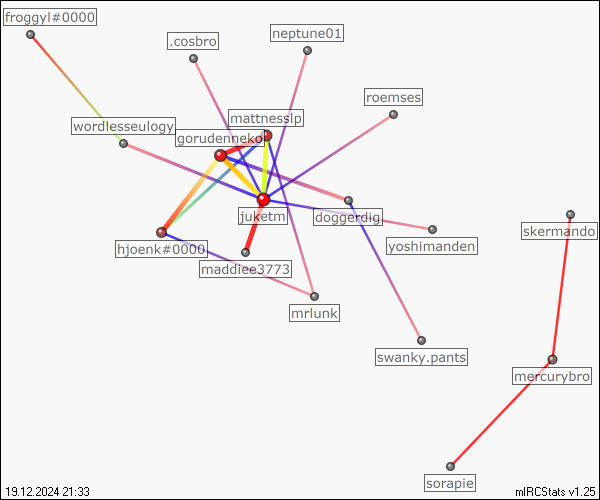 froggyl#0000
.cosbro
neptune01
roemses
mattnesslp
wordlesseulogy
gorudenneko
juketm
doggerdig
skermando
yoshimanden
hjoenk#0000
maddiee3773
mrlunk
swanky.pants
mercurybro
sorapie
19.12.2024 21:33
mIRCStats v1.25